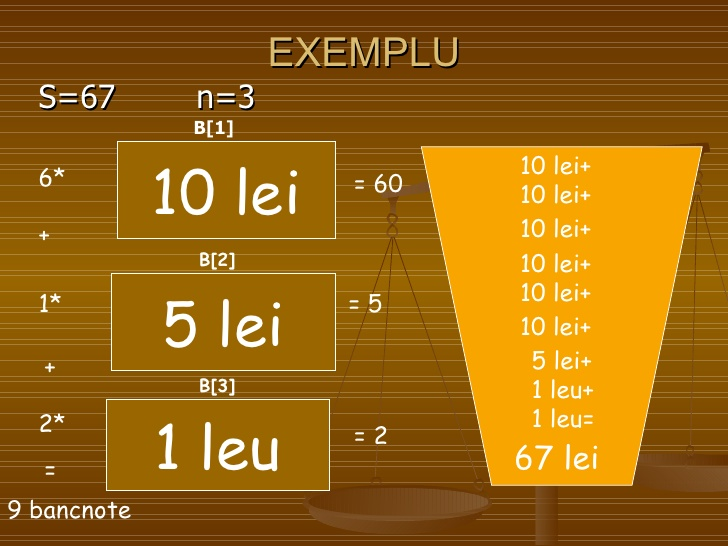 EXEMPLU
S=67 n=3
B[1]
6* 10 lei = 60
+
B[2]
1* 5 lei = 5
+
B[3]
2* 1 leu = 2
=
9 bancnote
10 lei+
10 lei+
10 lei+
10 lei+
10 lei+
10 lei+
5 lei+
1 leu+
1 leu=
67 lei